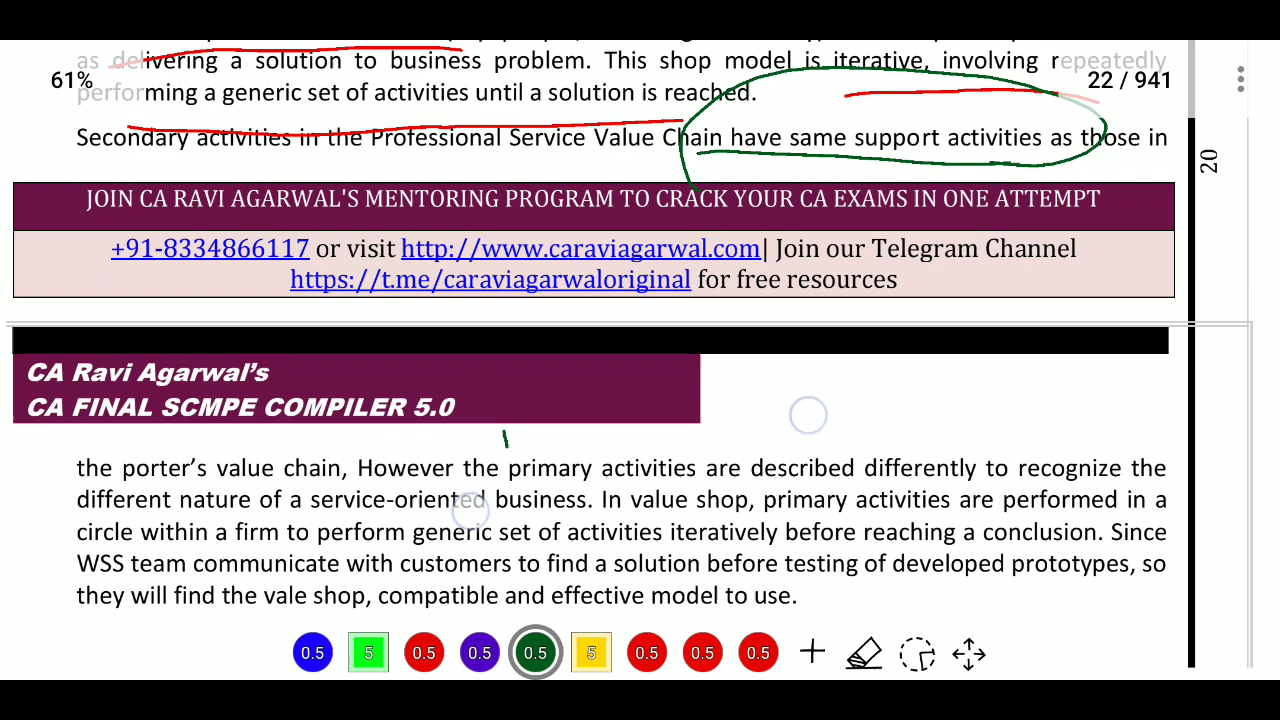 as delivering a solution to business problem. This shop model is iterative, involving repeatedly
61%
22 / 941
performing a generic set of activities until a solution is reached.
Secondary activities in the Professional Service Value Chain have same support activities as those in
20
JOIN CA RAVI AGARWAL'S MENTORING PROGRAM TO CRACK YOUR CA EXAMS IN ONE ATTEMPT
+91-8334866117 or visit http://www.caraviagarwal.com| Join our Telegram Channel
https://t.me/caraviagarwaloriginal for free resources
CA Ravi Agarwal’s
CA FINAL SCMPE COMPILER 5.0
the porter’s value chain, However the primary activities are described differently to recognize the
different nature of a service-oriented business. In value shop, primary activities are performed in a
circle within a firm to perform generic set of activities iteratively before reaching a conclusion. Since
WSS team communicate with customers to find a solution before testing of developed prototypes, so
they will find the vale shop, compatible and effective model to use.
0.5 5 0.5 0.5 0.5 5 0.5 0.5 0.5